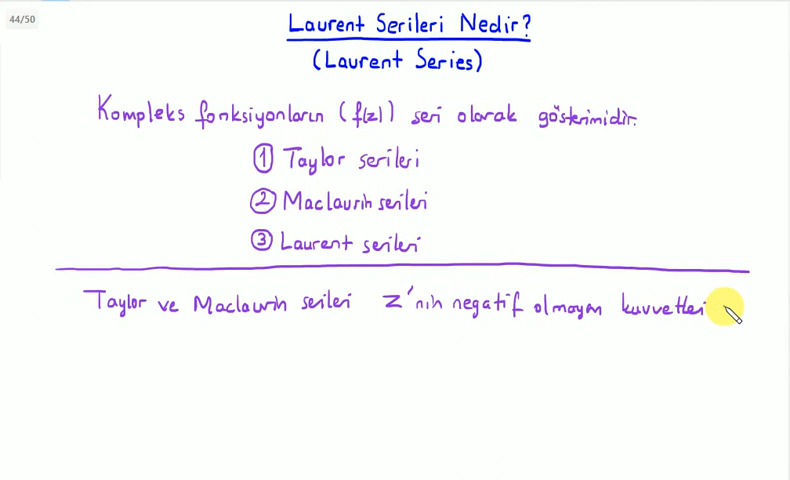 44/50
Laurent Serileri Nedir?
(Laurent Series)
Kompleks fonksiyonların (f(z)) seri olarak gösterimidir.
① Taylor serileri
② Maclaurin serileri
③ Laurent serileri
Taylor ve Maclaurin serileri z'nin negatif olmayan kuvvetleri